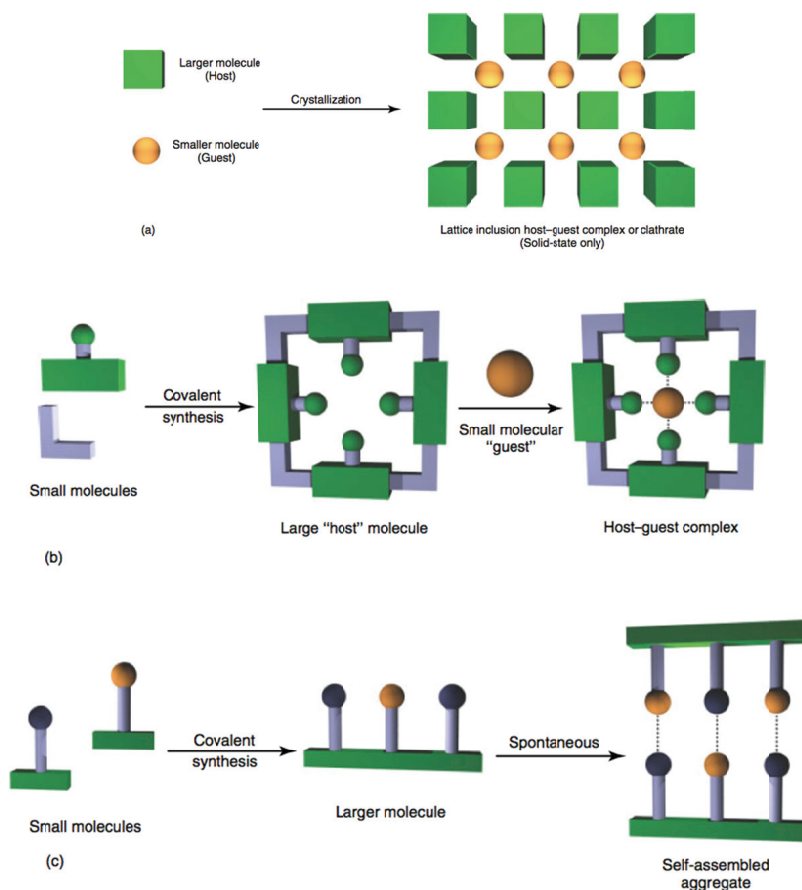 Larger molecule
(Host)
Crystallization
Smaller molecule
(Guest)
(a)
Lattice inclusion host–guest complex or clathrate
(Solid-state only)
Covalent
synthesis
Small molecular
"guest"
Small molecules
Large "host" molecule
Host–guest complex
(b)
Covalent
synthesis
Spontaneous
Small molecules
Larger molecule
(c)
Self-assembled
aggregate